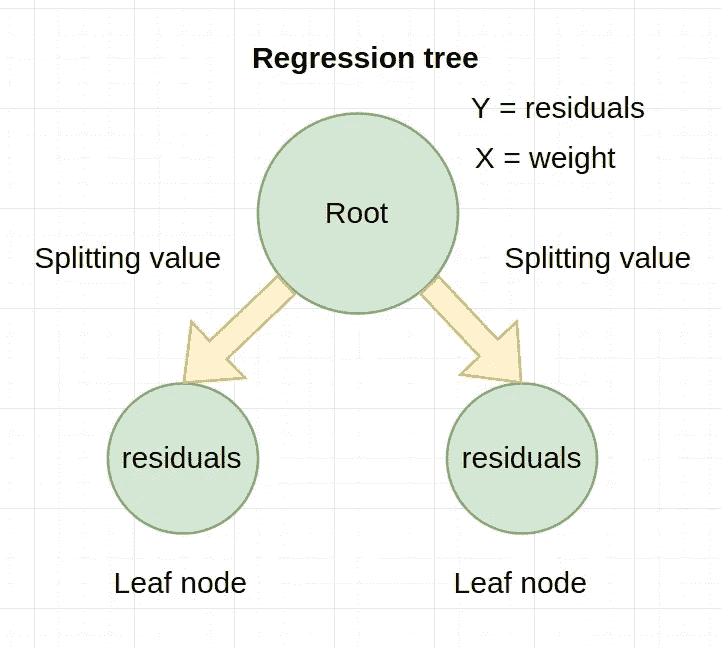 Regression tree
Y = residuals
X = weight
Root
Splitting value
Splitting value
residuals
residuals
Leaf node
Leaf node